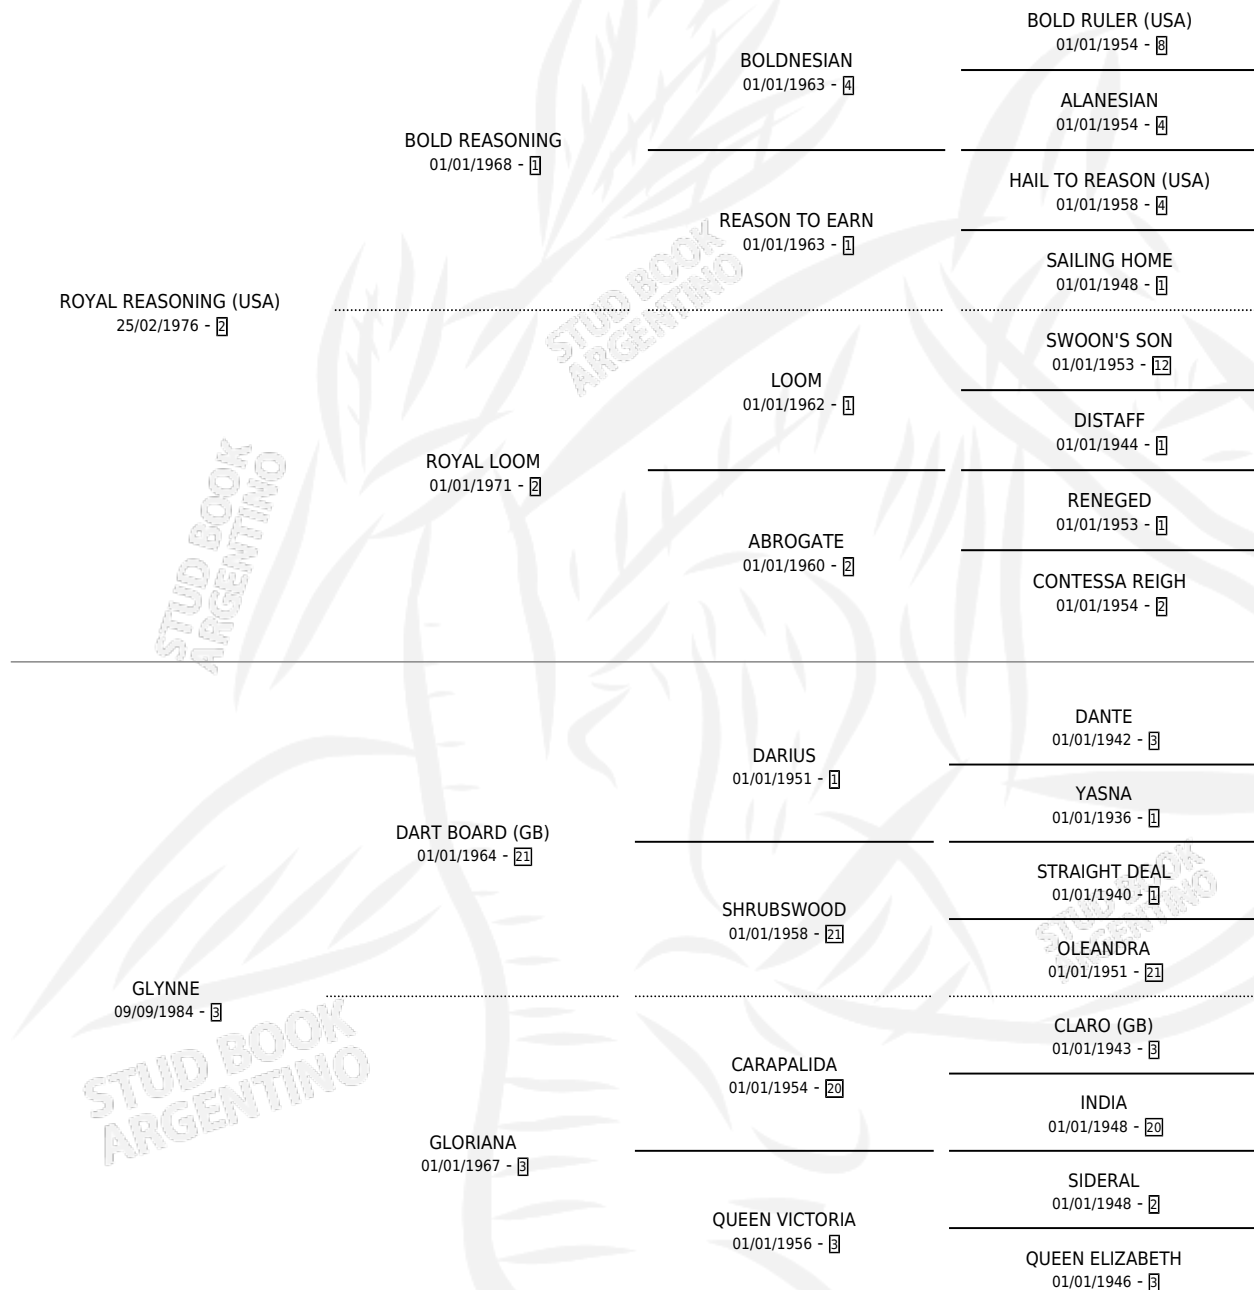 BOLD RULER (USA)
01/01/1954 - 8
BOLDNESIAN
01/01/1963 - 4
ALANESIAN
01/01/1954 - 4
BOLD REASONING
01/01/1968 - 1
HAIL TO REASON (USA)
01/01/1958 - 4
REASON TO EARN
01/01/1963 - 1
SAILING HOME
01/01/1948 - 1
ROYAL REASONING (USA)
25/02/1976 - 2
SWOON'S SON
01/01/1953 - 12
LOOM
01/01/1962 - 1
DISTAFF
01/01/1944 - 1
ROYAL LOOM
01/01/1971 - 2
RENEGED
01/01/1953 - 1
ABROGATE
01/01/1960 - 2
CONTESSA REIGH
01/01/1954 - 2
DANTE
01/01/1942 - 3
DARIUS
01/01/1951 - 1
YASNA
01/01/1936 - 1
DART BOARD (GB)
01/01/1964 - 21
STRAIGHT DEAL
01/01/1940 - 1
SHRUBSWOOD
01/01/1958 - 21
OLEANDRA
01/01/1951 - 21
GLYNNE
09/09/1984 - 3
CLARO (GB)
01/01/1943 - 3
CARAPALIDA
01/01/1954 - 20
INDIA
01/01/1948 - 20
GLORIANA
01/01/1967 - 3
SIDERAL
01/01/1948 - 2
QUEEN VICTORIA
01/01/1956 - 3
QUEEN ELIZABETH
01/01/1946 - 3
STUD BOOK
ARGENTINO
STUD BOOK
ARGENTINO
STUD BOOK
ARGENTINO
STUD BOOK
ARGENTINO